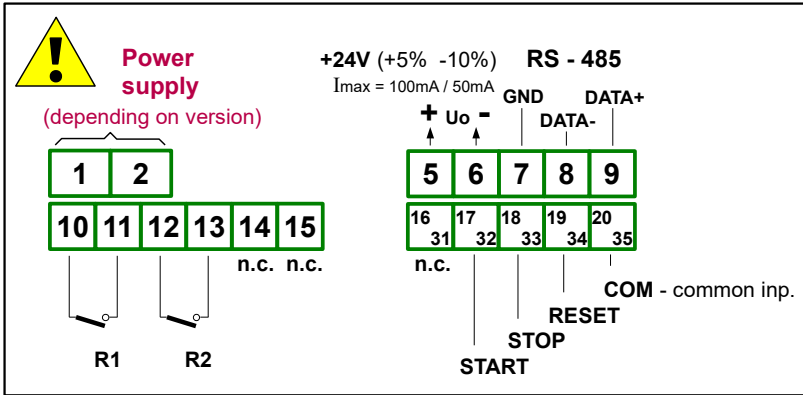 !
Power
supply
(depending on version)
1 2
10 11 12 13 14 15
n.c. n.c.
R1 R2
+24V (+5% -10%) RS - 485
Imax = 100mA / 50mA
GND DATA+
+ Uo - DATA-
5 6 7 8 9
16 17 18 19 20
31 32 33 34 35
n.c.
COM - common inp.
RESET
STOP
START